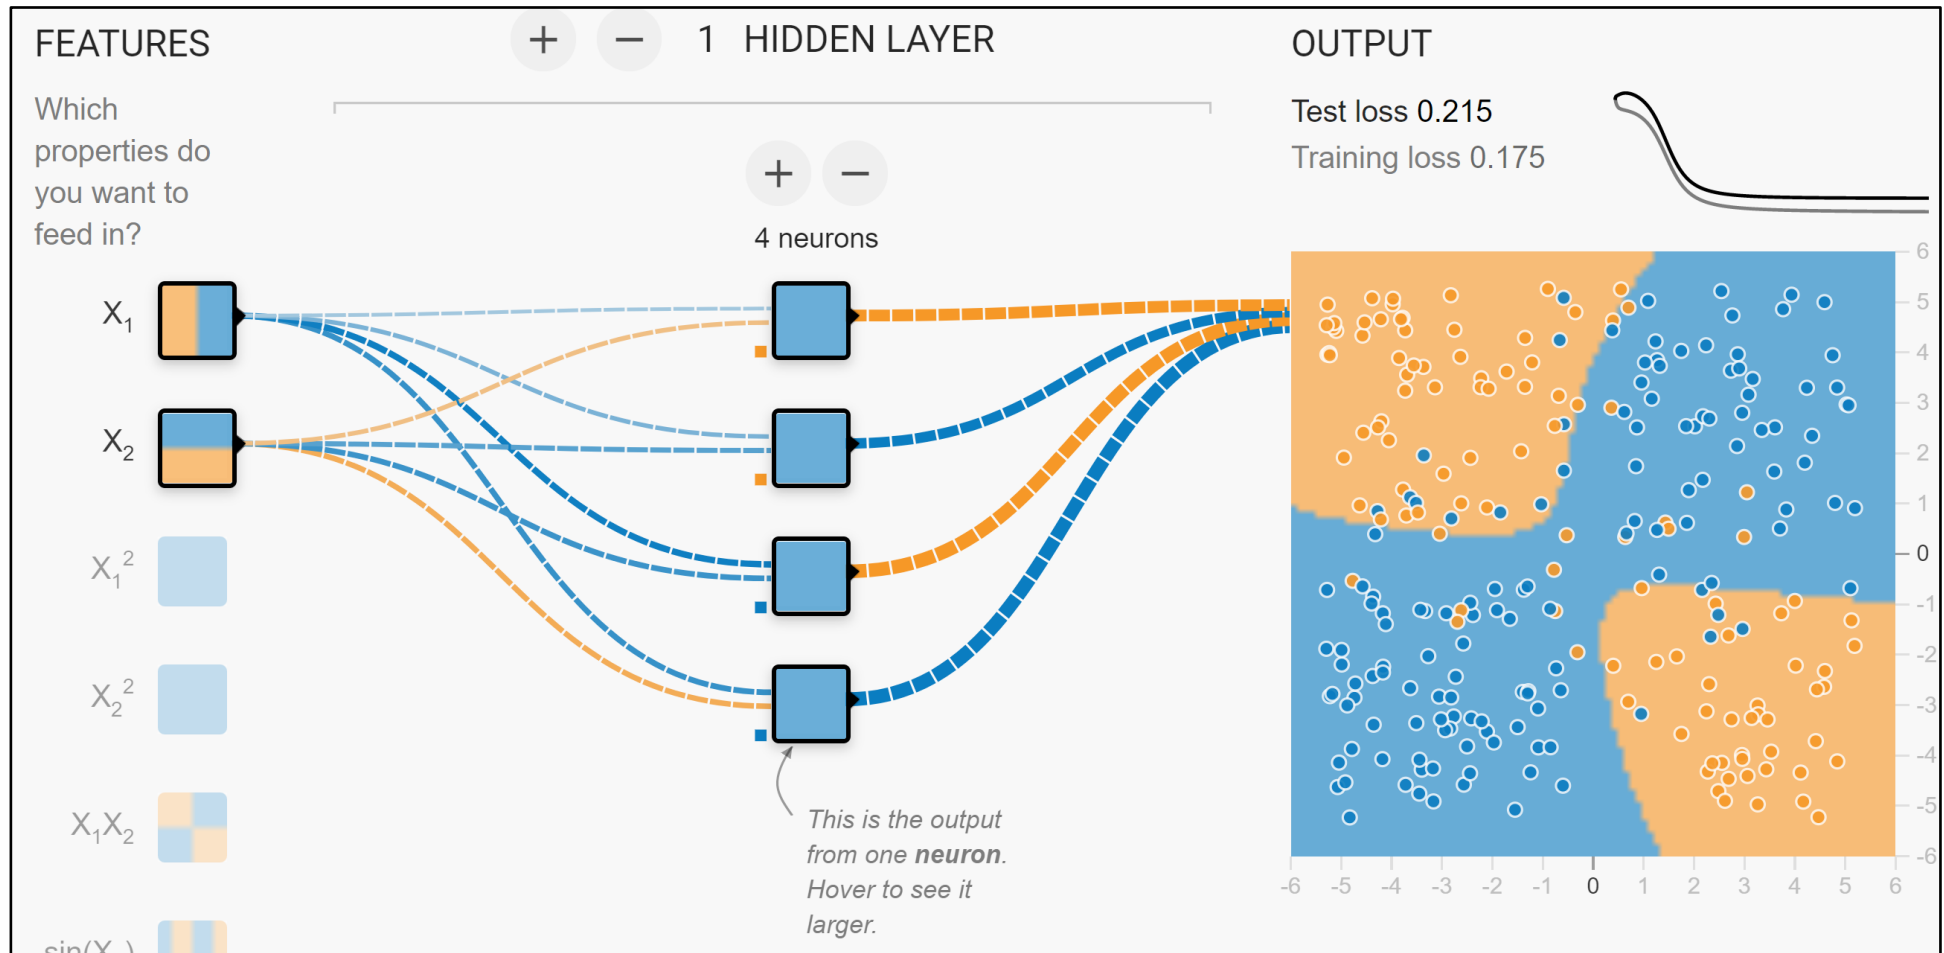 FEATURES
Which
properties do
you want to
feed in?
+ − 1 HIDDEN LAYER
+ −
4 neurons
X₁
X₂
X₁²
X₂²
X₁X₂
This is the output
from one neuron.
Hover to see it
larger.
OUTPUT
Test loss 0.215
Training loss 0.175
6
5
4
3
2
1
0
-1
-2
-3
-4
-5
-6
-6 -5 -4 -3 -2 -1 0 1 2 3 4 5 6